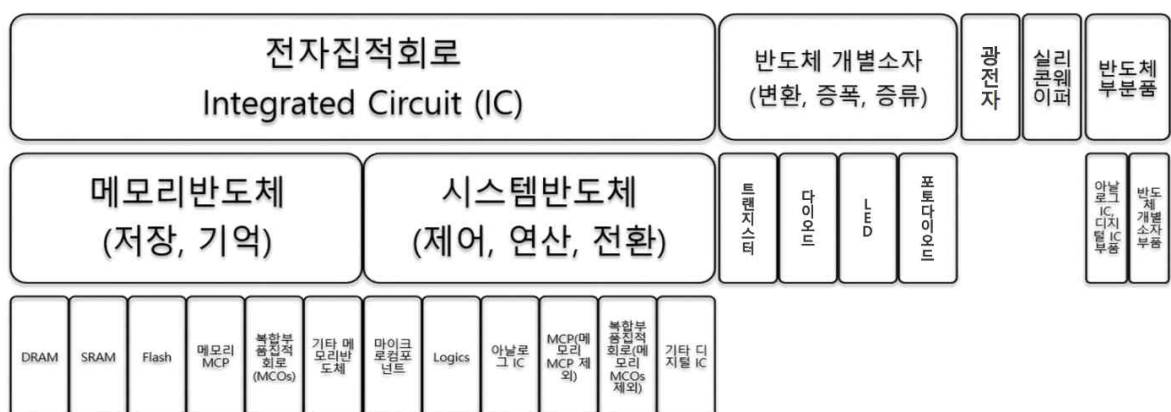 전자집적회로
Integrated Circuit (IC)
반도체 개별소자
(변환, 증폭, 증류)
광
전
자
실리
콘웨
이퍼
반도체
부분품
메모리반도체
(저장, 기억)
시스템반도체
(제어, 연산, 전환)
트
랜
지
스
터
다
이
오
드
L
E
D
포
토
다
이
오
드
아날
로그
IC,
디지
털 IC
부품
반도
체
개별
소자
부품
DRAM
SRAM
Flash
메모리
MCP
복합부
품집적
회로
(MCOs)
기타 메
모리반
도체
마이크
로컴포
넌트
Logics
아날로
그 IC
MCP(메
모리
MCP 제
외)
복합부
품집적
회로(메
모리
MCOs
제외)
기타 디
지털 IC